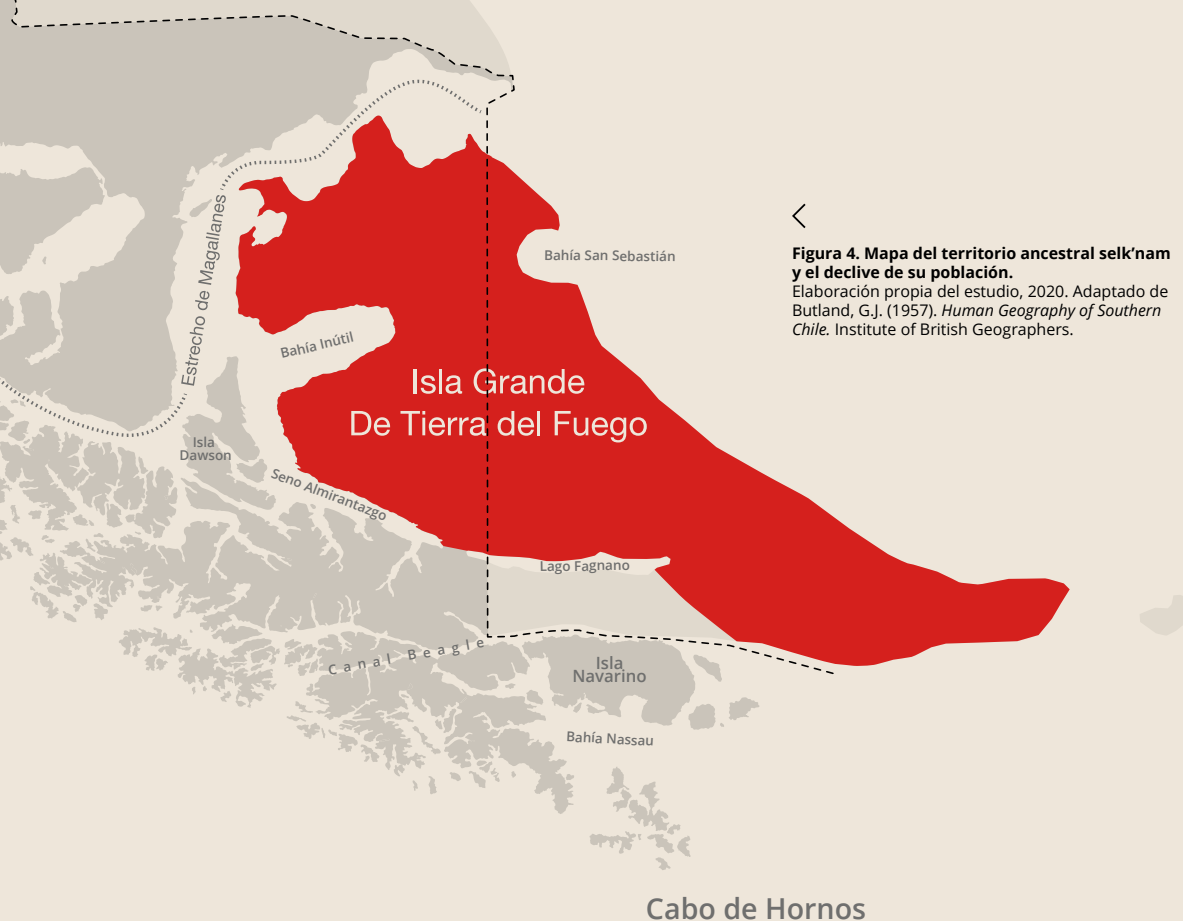 Estrecho de Magallanes
Bahía San Sebastián
Bahía Inútil
Isla Grande
De Tierra del Fuego
Isla
Dawson
Seno Almirantazgo
Lago Fagnano
Canal Beagle
Isla
Navarino
Bahía Nassau
Cabo de Hornos
Figura 4. Mapa del territorio ancestral selk’nam
y el declive de su población.
Elaboración propia del estudio, 2020. Adaptado de
Butland, G.J. (1957). Human Geography of Southern
Chile. Institute of British Geographers.